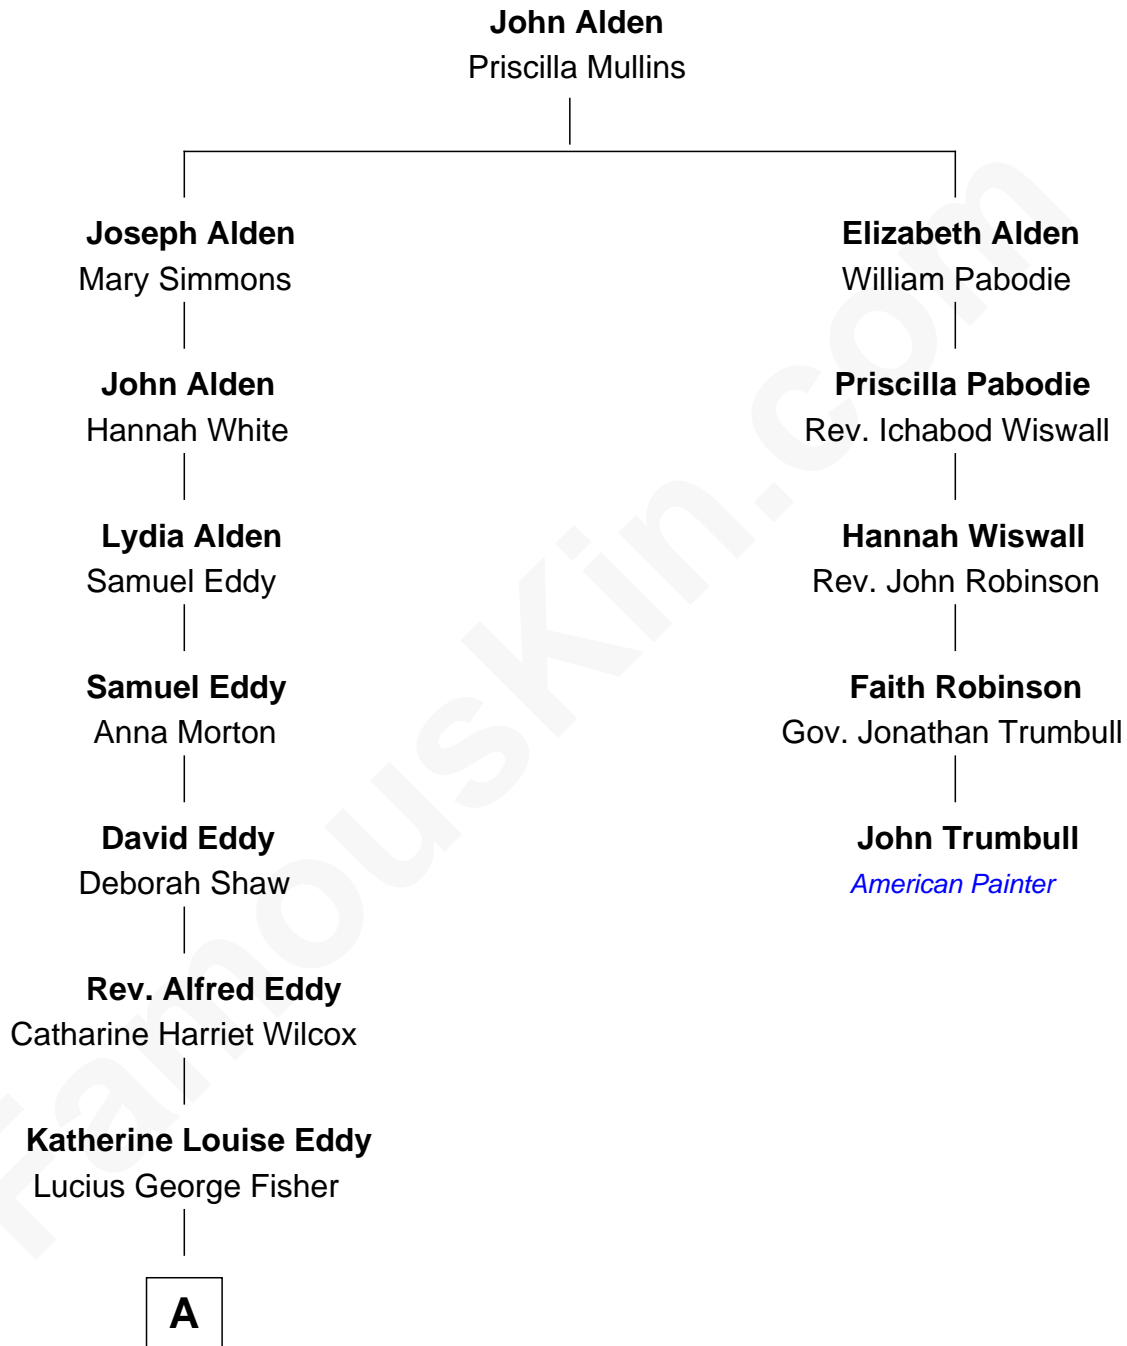 John Alden
Priscilla Mullins
Joseph Alden
Mary Simmons
Elizabeth Alden
William Pabodie
John Alden
Hannah White
Priscilla Pabodie
Rev. Ichabod Wiswall
Lydia Alden
Samuel Eddy
Hannah Wiswall
Rev. John Robinson
Samuel Eddy
Anna Morton
Faith Robinson
Gov. Jonathan Trumbull
David Eddy
Deborah Shaw
John Trumbull
American Painter
Rev. Alfred Eddy
Catharine Harriet Wilcox
Katherine Louise Eddy
Lucius George Fisher
A
FamousKin.com